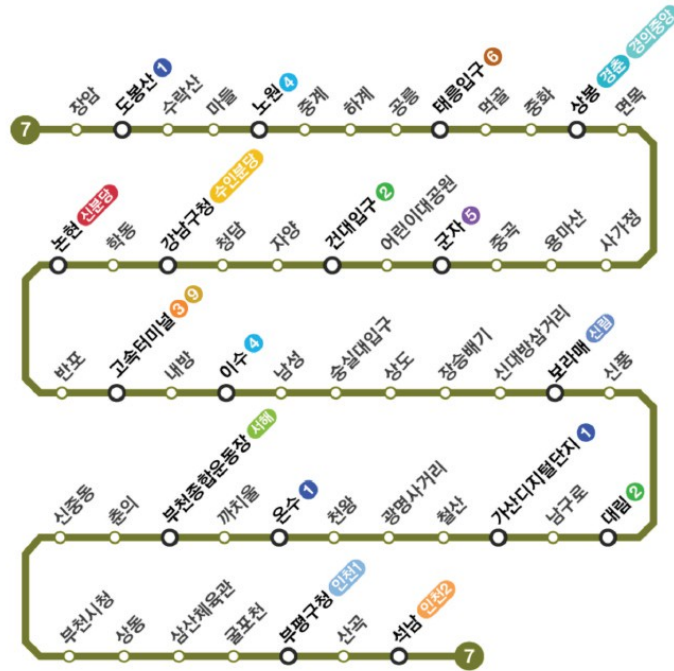 7 장암 도봉산 1 수락산 마들 노원 4 중계 하계 공릉 태릉입구 6 먹골 중화 상봉 경춘 경의중앙 면목
논현 신분당 학동 강남구청 수인분당 청담 자양 건대입구 2 어린이대공원 군자 5 중곡 용마산 사가정
반포 고속터미널 3 9 내방 이수 4 남성 숭실대입구 상도 장승배기 신대방삼거리 보라매 신림 신풍
신중동 춘의 부천종합운동장 서해 까치울 온수 1 천왕 광명사거리 철산 가산디지털단지 1 남구로 대림 2
부천시청 상동 삼산체육관 굴포천 부평구청 인천1 산곡 석남 인천2 7